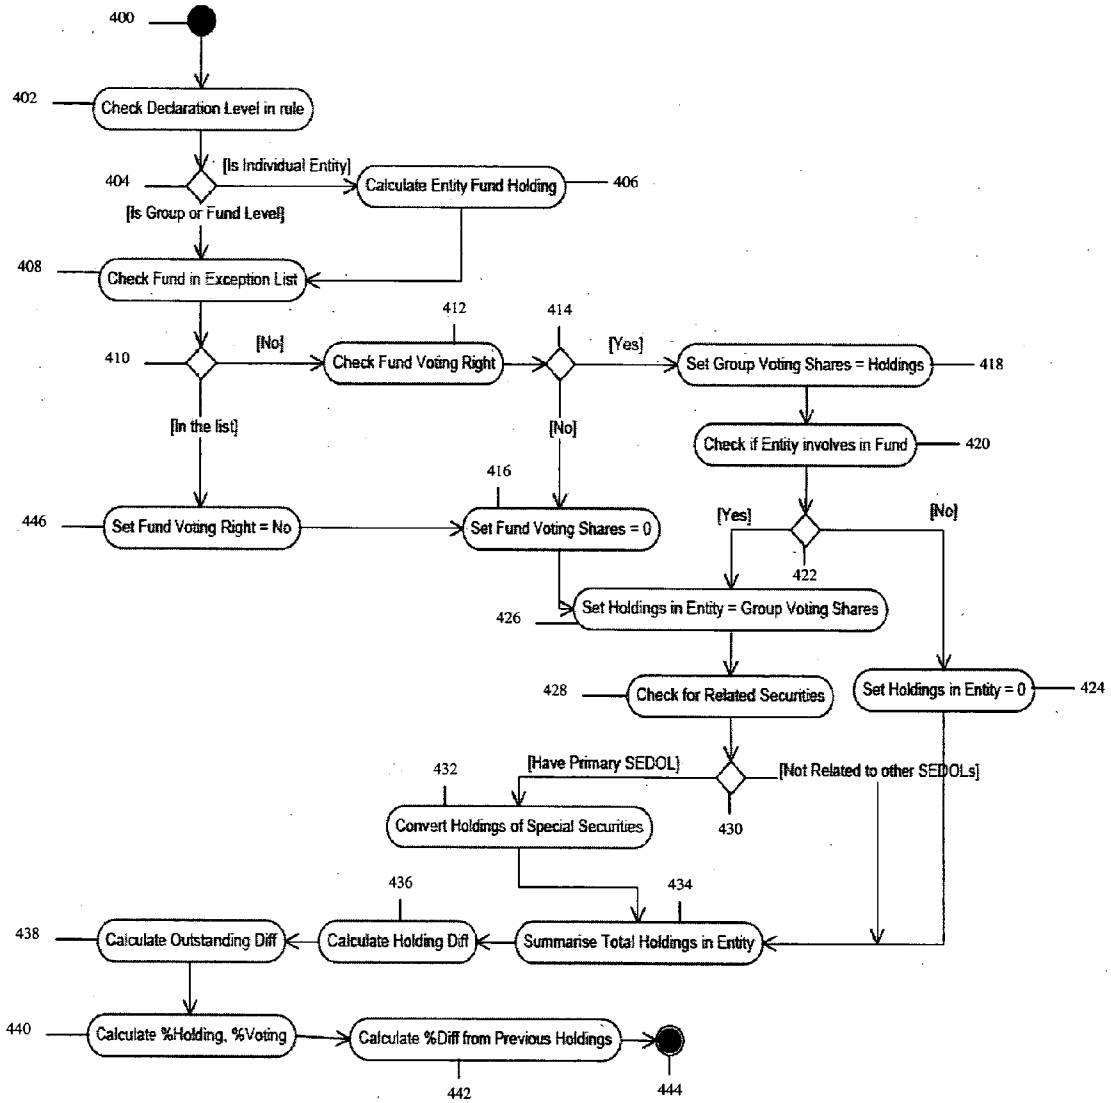 400
402
Check Declaration Level in rule
[Is Individual Entity]
404
Calculate Entity Fund Holding
406
[Is Group or Fund Level]
408
Check Fund in Exception List
412
414
410
[No]
Check Fund Voting Right
[Yes]
Set Group Voting Shares = Holdings
418
[In the list]
[No]
Check if Entity involves in Fund
420
416
446
Set Fund Voting Right = No
Set Fund Voting Shares = 0
[Yes]
[No]
422
426
Set Holdings in Entity = Group Voting Shares
428
Check for Related Securities
Set Holdings in Entity = 0
424
432
[Have Primary SEDOL]
[Not Related to other SEDOLs]
430
Convert Holdings of Special Securities
436
434
438
Calculate Outstanding Diff
Calculate Holding Diff
Summarise Total Holdings in Entity
440
Calculate %Holding, %Voting
Calculate %Diff from Previous Holdings
442
444